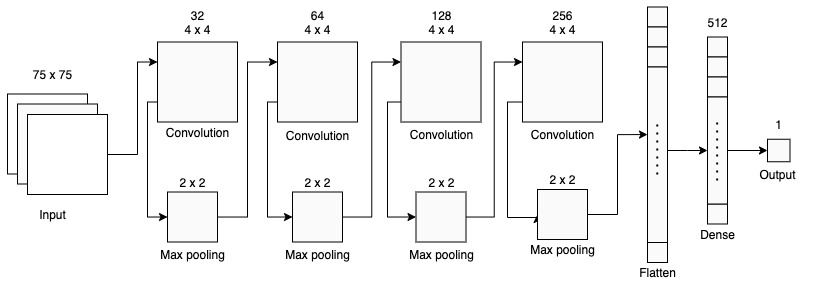 75 x 75
Input
32
4 x 4
Convolution
2 x 2
Max pooling
64
4 x 4
Convolution
2 x 2
Max pooling
128
4 x 4
Convolution
2 x 2
Max pooling
256
4 x 4
Convolution
2 x 2
Max pooling
Flatten
512
Dense
1
Output